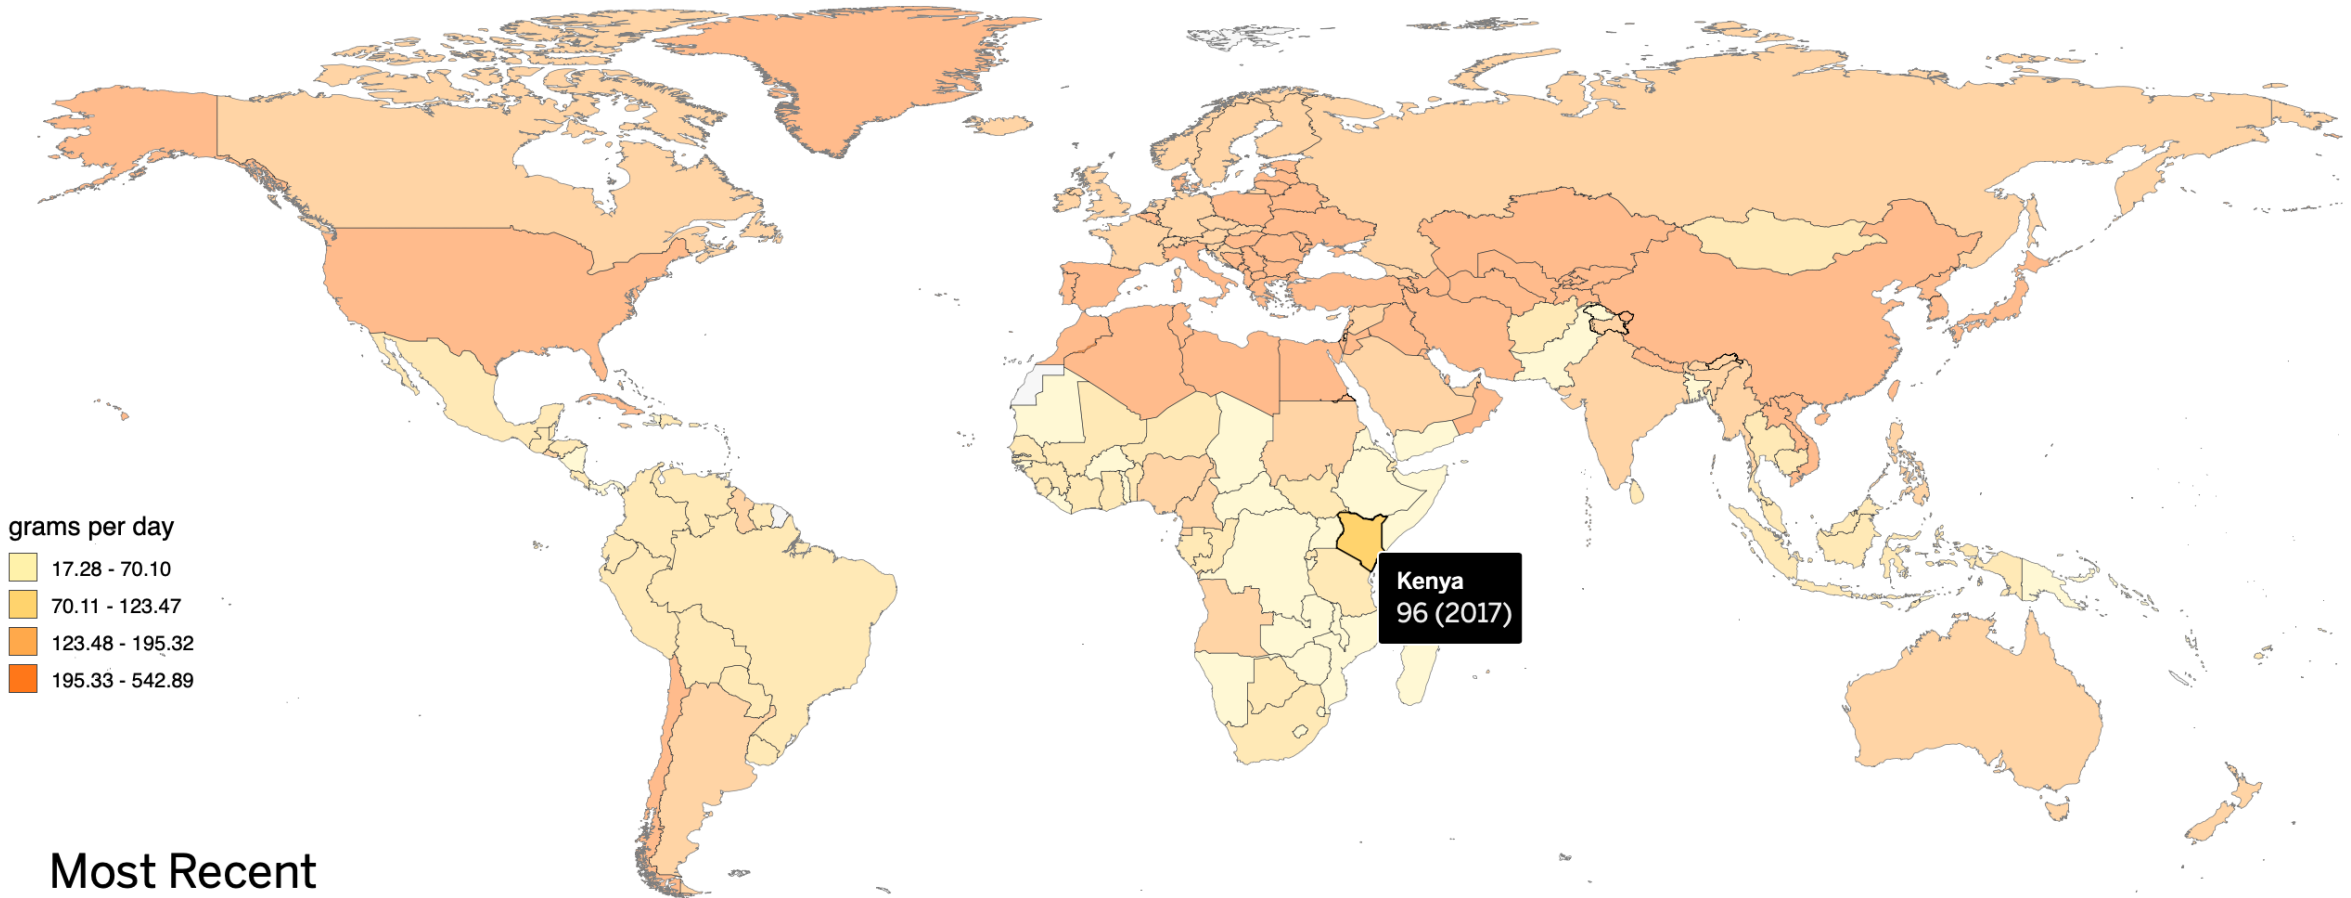 grams per day
17.28 - 70.10
70.11 - 123.47
123.48 - 195.32
195.33 - 542.89
Kenya
96 (2017)
Most Recent